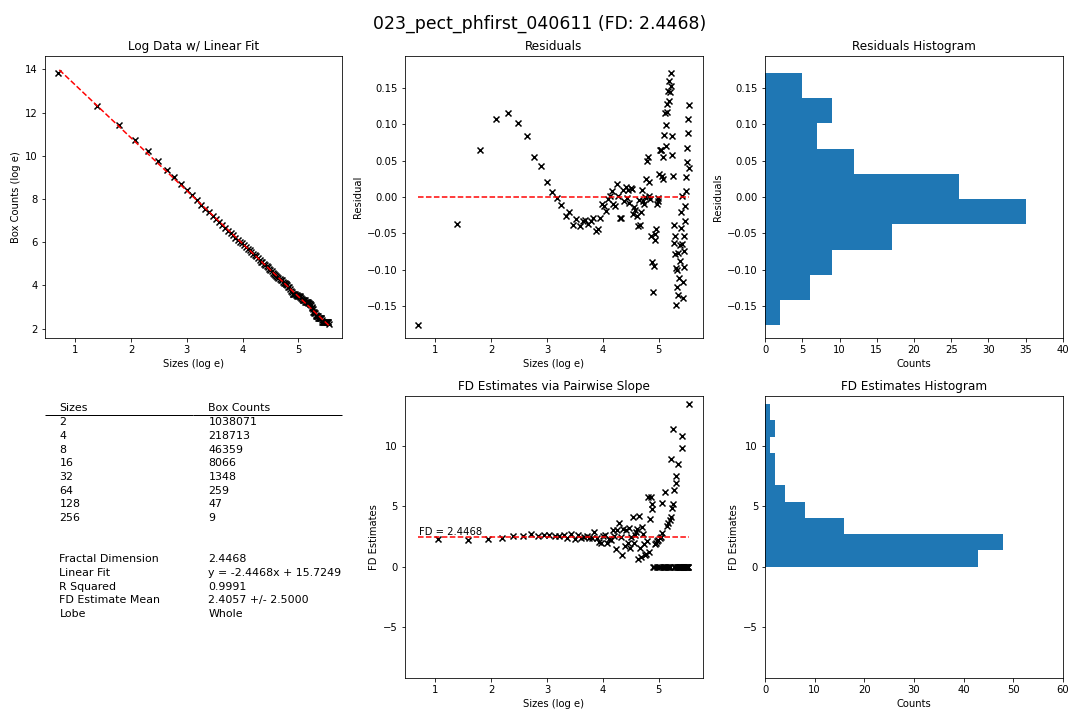 023_pect_phfirst_040611 (FD: 2.4468)
Log Data w/ Linear Fit
Box Counts (log e)
14
12
10
8
6
4
2
1 2 3 4 5
Sizes (log e)
Residuals
Residual
0.15
0.10
0.05
0.00
−0.05
−0.10
−0.15
1 2 3 4 5
Sizes (log e)
Residuals Histogram
Residuals
0.15
0.10
0.05
0.00
−0.05
−0.10
−0.15
0 5 10 15 20 25 30 35 40
Counts
Sizes Box Counts
2 1038071
4 218713
8 46359
16 8066
32 1348
64 259
128 47
256 9
Fractal Dimension 2.4468
Linear Fit y = -2.4468x + 15.7249
R Squared 0.9991
FD Estimate Mean 2.4057 +/- 2.5000
Lobe Whole
FD Estimates via Pairwise Slope
FD Estimates
10
5
FD = 2.4468
0
−5
1 2 3 4 5
Sizes (log e)
FD Estimates Histogram
FD Estimates
10
5
0
−5
0 10 20 30 40 50 60
Counts